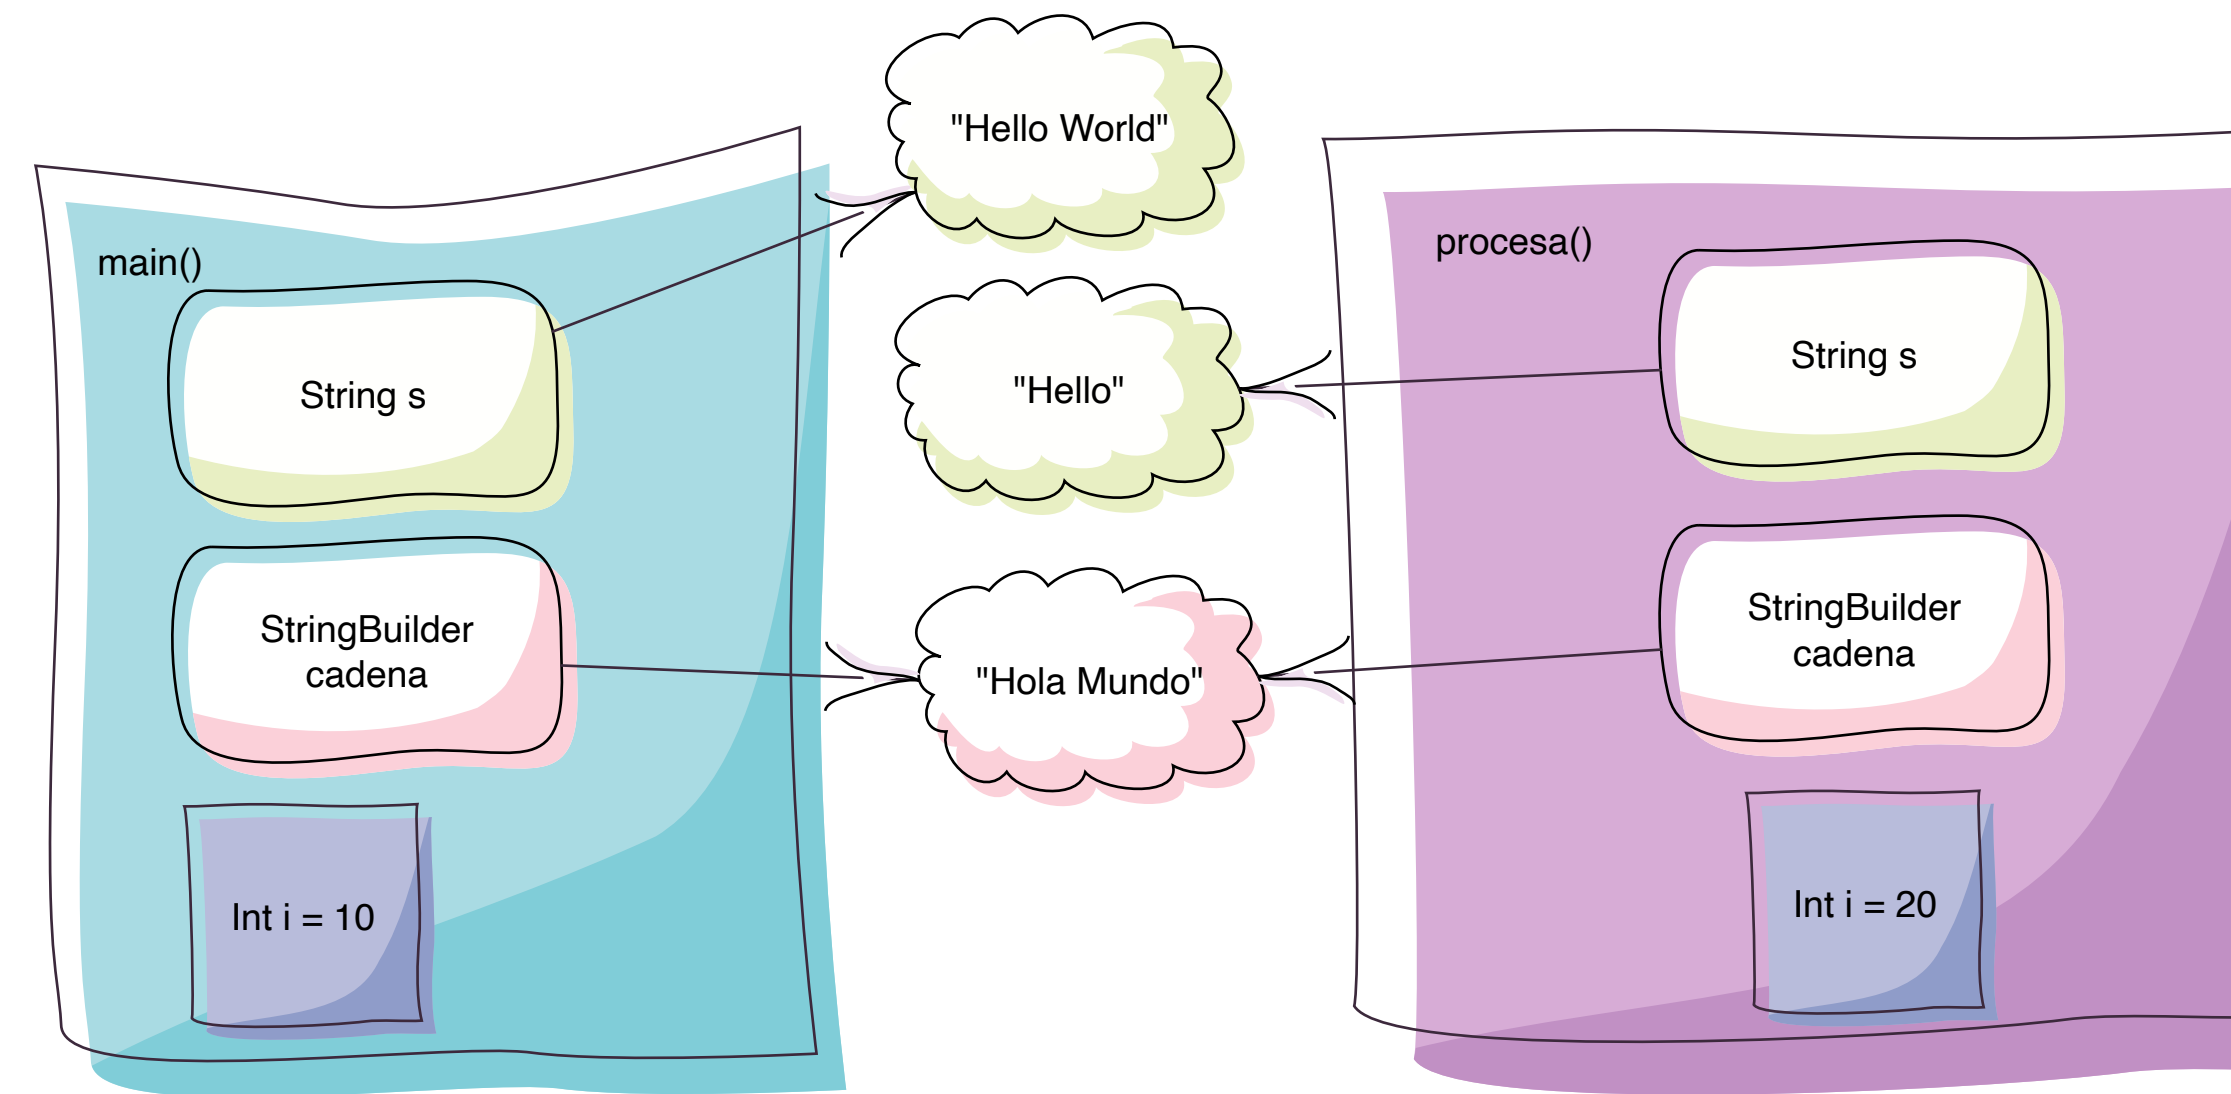 main()
String s
StringBuilder
cadena
Int i = 10
"Hello World"
"Hello"
"Hola Mundo"
procesa()
String s
StringBuilder
cadena
Int i = 20